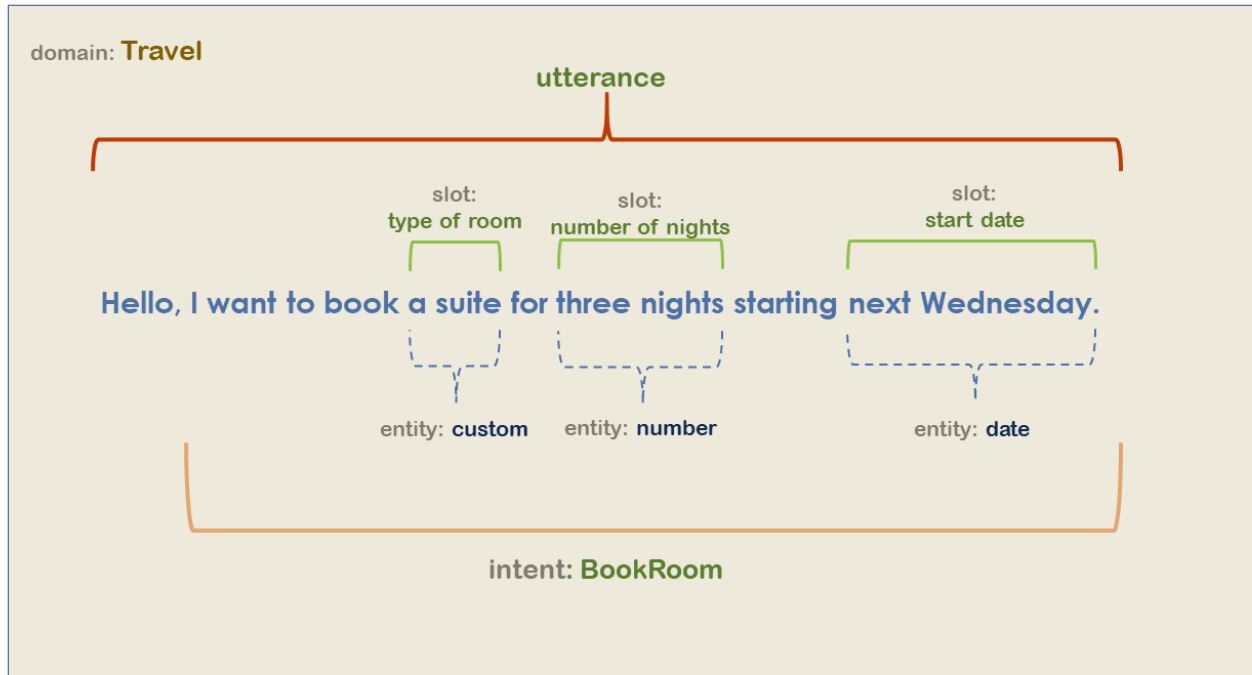 domain: Travel
utterance
slot:
type of room
slot:
number of nights
slot:
start date
Hello, I want to book a suite for three nights starting next Wednesday.
entity: custom
entity: number
entity: date
intent: BookRoom